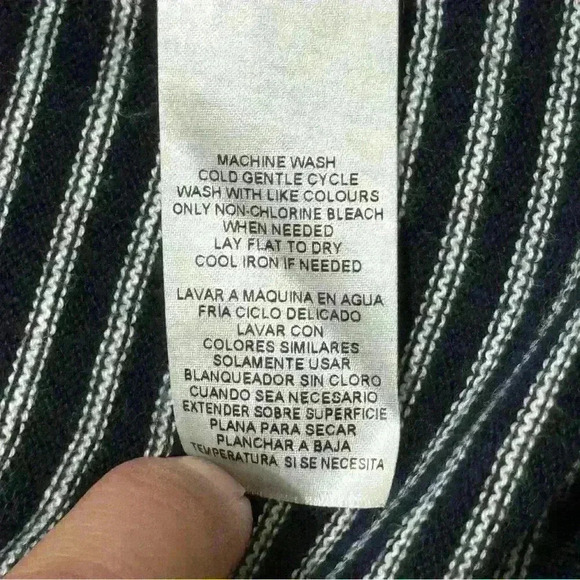 MACHINE WASH
COLD GENTLE CYCLE
WASH WITH LIKE COLOURS
ONLY NON-CHLORINE BLEACH
WHEN NEEDED
LAY FLAT TO DRY
COOL IRON IF NEEDED
LAVAR A MAQUINA EN AGUA
FRÍA CICLO DELICADO
LAVAR CON
COLORES SIMILARES
SOLAMENTE USAR
BLANQUEADOR SIN CLORO
CUANDO SEA NECESARIO
EXTENDER SOBRE SUPERFICIE
PLANA PARA SECAR
PLANCHAR A BAJA
TEMPERATURA SI SE NECESITA